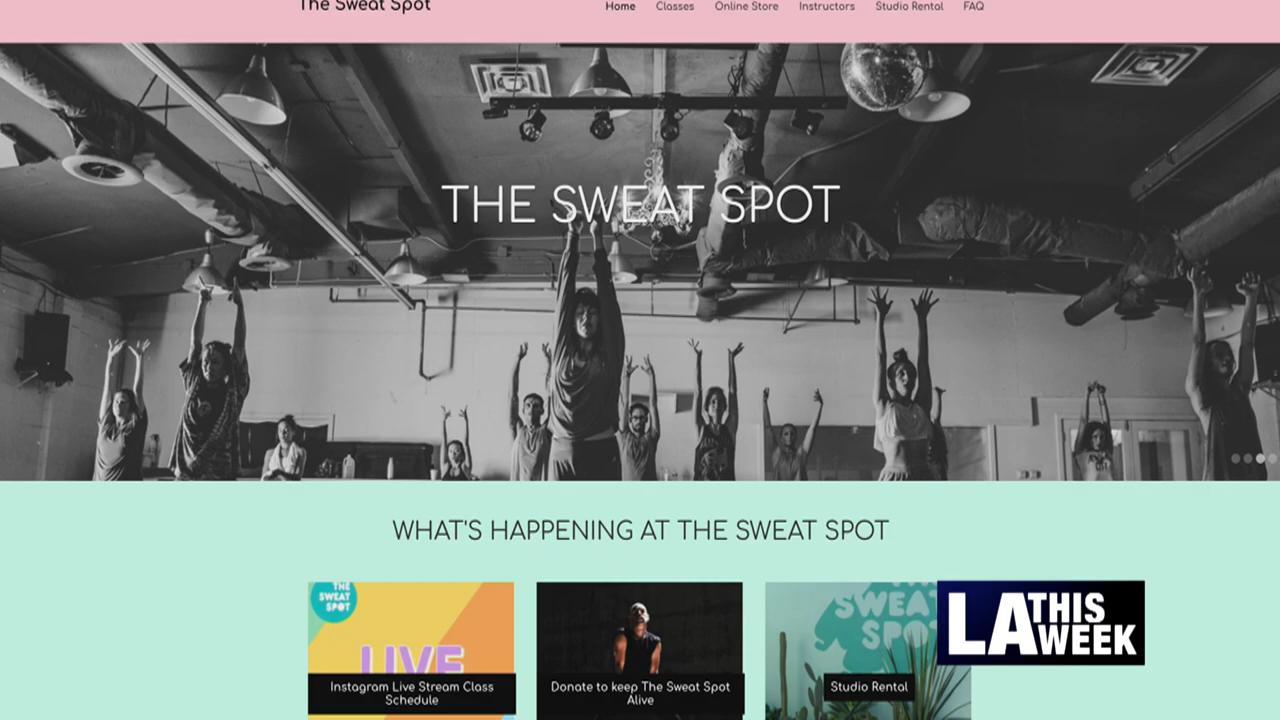 The Sweat Spot
Home Classes Online Store Instructors Studio Rental FAQ
THE SWEAT SPOT
WHAT'S HAPPENING AT THE SWEAT SPOT
THE
SWEAT
SPOT
LIVE
Instagram Live Stream Class
Schedule
Donate to keep The Sweat Spot
Alive
SWEAT
SPOT
Studio Rental
LA THIS
WEEK